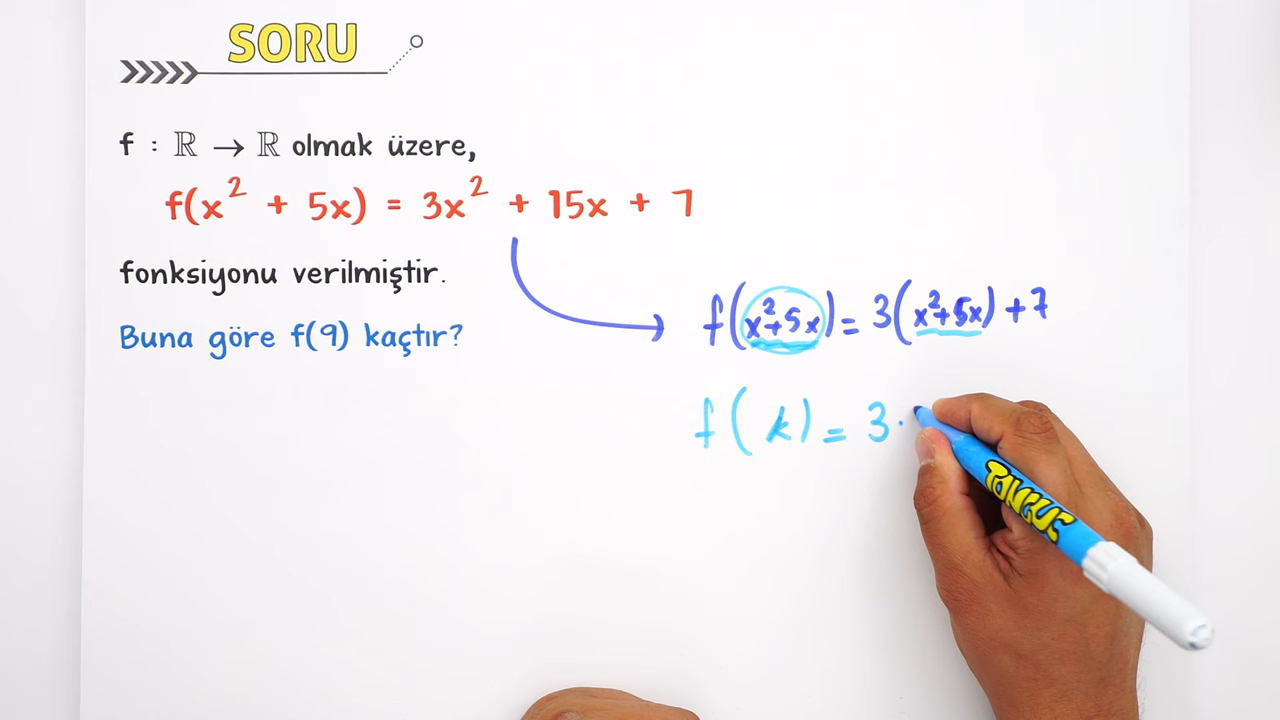 SORU
f : ℝ → ℝ olmak üzere,
f(x² + 5x) = 3x² + 15x + 7
fonksiyonu verilmiştir.
Buna göre f(9) kaçtır?
f(x²+5x) = 3(x²+5x)+7
f(k) = 3.
TONGUÇ